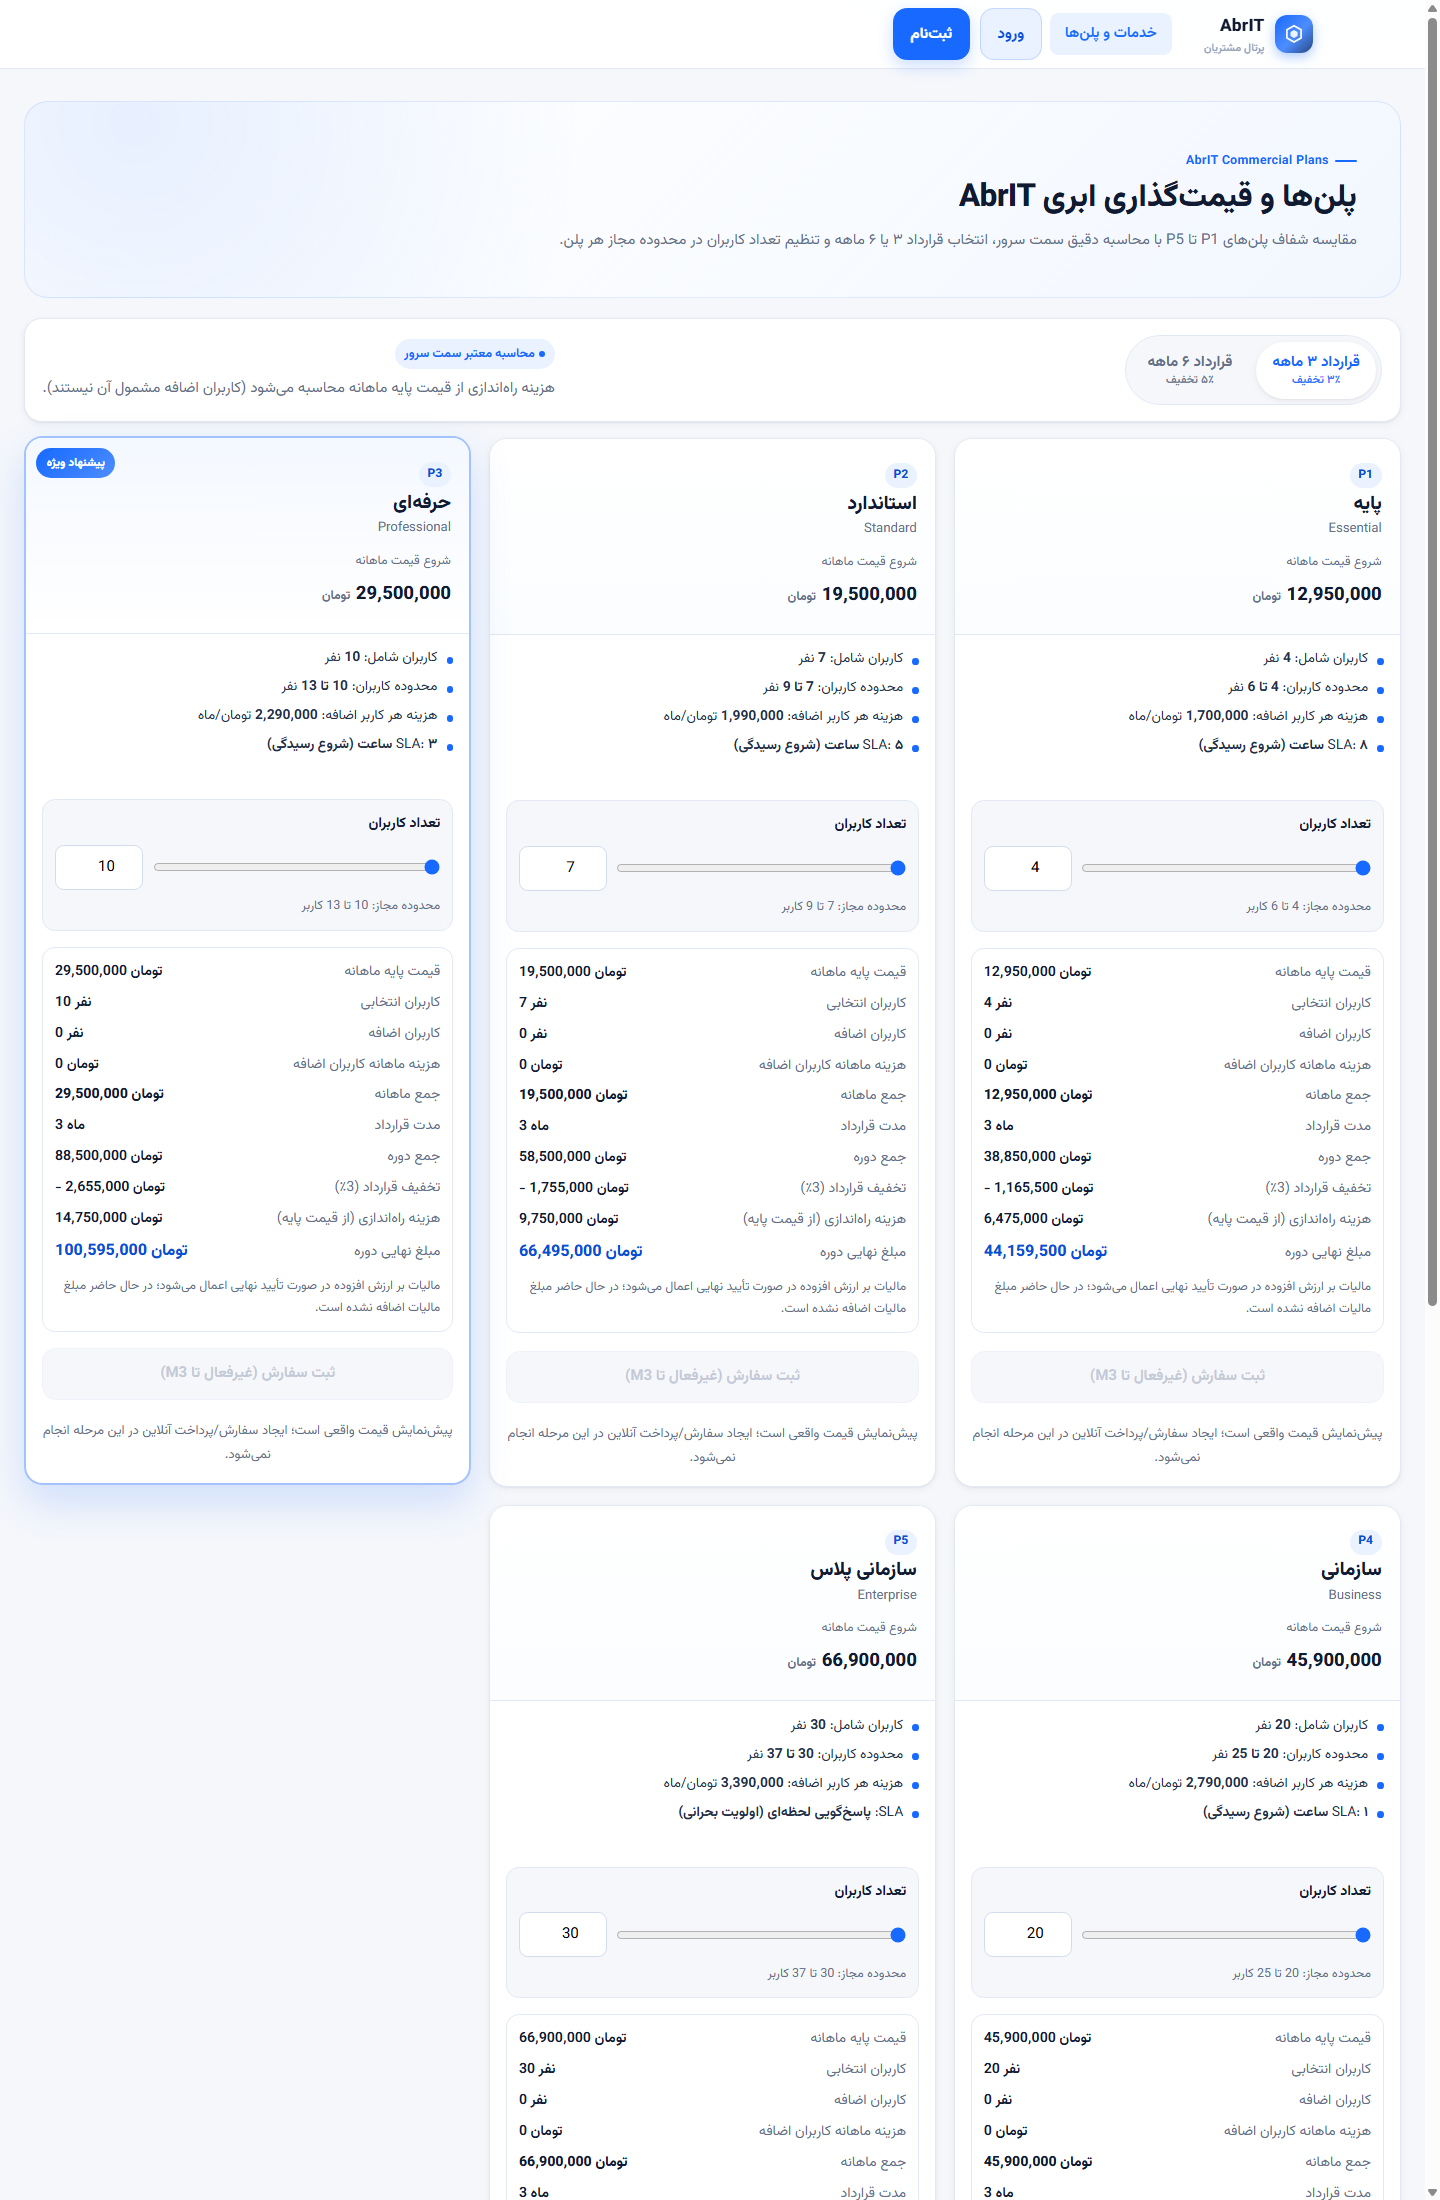 AbrIT
پرتال مشتریان
خدمات و پلن‌ها
ورود
ثبت‌نام
AbrIT Commercial Plans
پلن‌ها و قیمت‌گذاری ابری AbrIT
مقایسه شفاف پلن‌های P1 تا P5 با محاسبه دقیق سمت سرور، انتخاب قرارداد ۳ یا ۶ ماهه و تنظیم تعداد کاربران در محدوده مجاز هر پلن.
قرارداد ۳ ماهه
۳٪ تخفیف
قرارداد ۶ ماهه
۵٪ تخفیف
محاسبه معتبر سمت سرور
هزینه راه‌اندازی از قیمت پایه ماهانه محاسبه می‌شود (کاربران اضافه مشمول آن نیستند).
P1
پایه
Essential
شروع قیمت ماهانه
12,950,000 تومان
کاربران شامل: 4 نفر
محدوده کاربران: 4 تا 6 نفر
هزینه هر کاربر اضافه: 1,700,000 تومان/ماه
SLA: ۸ ساعت (شروع رسیدگی)
تعداد کاربران
4
محدوده مجاز: 4 تا 6 کاربر
قیمت پایه ماهانه 12,950,000 تومان
کاربران انتخابی 4 نفر
کاربران اضافه 0 نفر
هزینه ماهانه کاربران اضافه 0 تومان
جمع ماهانه 12,950,000 تومان
مدت قرارداد 3 ماه
جمع دوره 38,850,000 تومان
تخفیف قرارداد (3٪) - 1,165,500 تومان
هزینه راه‌اندازی (از قیمت پایه) 6,475,000 تومان
مبلغ نهایی دوره 44,159,500 تومان
مالیات بر ارزش افزوده در صورت تأیید نهایی اعمال می‌شود؛ در حال حاضر مبلغ
مالیات اضافه نشده است.
ثبت سفارش (غیرفعال تا M3)
پیش‌نمایش قیمت واقعی است؛ ایجاد سفارش/پرداخت آنلاین در این مرحله انجام
نمی‌شود.
P2
استاندارد
Standard
شروع قیمت ماهانه
19,500,000 تومان
کاربران شامل: 7 نفر
محدوده کاربران: 7 تا 9 نفر
هزینه هر کاربر اضافه: 1,990,000 تومان/ماه
SLA: ۵ ساعت (شروع رسیدگی)
تعداد کاربران
7
محدوده مجاز: 7 تا 9 کاربر
قیمت پایه ماهانه 19,500,000 تومان
کاربران انتخابی 7 نفر
کاربران اضافه 0 نفر
هزینه ماهانه کاربران اضافه 0 تومان
جمع ماهانه 19,500,000 تومان
مدت قرارداد 3 ماه
جمع دوره 58,500,000 تومان
تخفیف قرارداد (3٪) - 1,755,000 تومان
هزینه راه‌اندازی (از قیمت پایه) 9,750,000 تومان
مبلغ نهایی دوره 66,495,000 تومان
مالیات بر ارزش افزوده در صورت تأیید نهایی اعمال می‌شود؛ در حال حاضر مبلغ
مالیات اضافه نشده است.
ثبت سفارش (غیرفعال تا M3)
پیش‌نمایش قیمت واقعی است؛ ایجاد سفارش/پرداخت آنلاین در این مرحله انجام
نمی‌شود.
پیشنهاد ویژه
P3
حرفه‌ای
Professional
شروع قیمت ماهانه
29,500,000 تومان
کاربران شامل: 10 نفر
محدوده کاربران: 10 تا 13 نفر
هزینه هر کاربر اضافه: 2,290,000 تومان/ماه
SLA: ۳ ساعت (شروع رسیدگی)
تعداد کاربران
10
محدوده مجاز: 10 تا 13 کاربر
قیمت پایه ماهانه 29,500,000 تومان
کاربران انتخابی 10 نفر
کاربران اضافه 0 نفر
هزینه ماهانه کاربران اضافه 0 تومان
جمع ماهانه 29,500,000 تومان
مدت قرارداد 3 ماه
جمع دوره 88,500,000 تومان
تخفیف قرارداد (3٪) - 2,655,000 تومان
هزینه راه‌اندازی (از قیمت پایه) 14,750,000 تومان
مبلغ نهایی دوره 100,595,000 تومان
مالیات بر ارزش افزوده در صورت تأیید نهایی اعمال می‌شود؛ در حال حاضر مبلغ
مالیات اضافه نشده است.
ثبت سفارش (غیرفعال تا M3)
پیش‌نمایش قیمت واقعی است؛ ایجاد سفارش/پرداخت آنلاین در این مرحله انجام
نمی‌شود.
P4
سازمانی
Business
شروع قیمت ماهانه
45,900,000 تومان
کاربران شامل: 20 نفر
محدوده کاربران: 20 تا 25 نفر
هزینه هر کاربر اضافه: 2,790,000 تومان/ماه
SLA: ۱ ساعت (شروع رسیدگی)
تعداد کاربران
20
محدوده مجاز: 20 تا 25 کاربر
قیمت پایه ماهانه 45,900,000 تومان
کاربران انتخابی 20 نفر
کاربران اضافه 0 نفر
هزینه ماهانه کاربران اضافه 0 تومان
جمع ماهانه 45,900,000 تومان
مدت قرارداد 3 ماه
P5
سازمانی پلاس
Enterprise
شروع قیمت ماهانه
66,900,000 تومان
کاربران شامل: 30 نفر
محدوده کاربران: 30 تا 37 نفر
هزینه هر کاربر اضافه: 3,390,000 تومان/ماه
SLA: پاسخ‌گویی لحظه‌ای (اولویت بحرانی)
تعداد کاربران
30
محدوده مجاز: 30 تا 37 کاربر
قیمت پایه ماهانه 66,900,000 تومان
کاربران انتخابی 30 نفر
کاربران اضافه 0 نفر
هزینه ماهانه کاربران اضافه 0 تومان
جمع ماهانه 66,900,000 تومان
مدت قرارداد 3 ماه